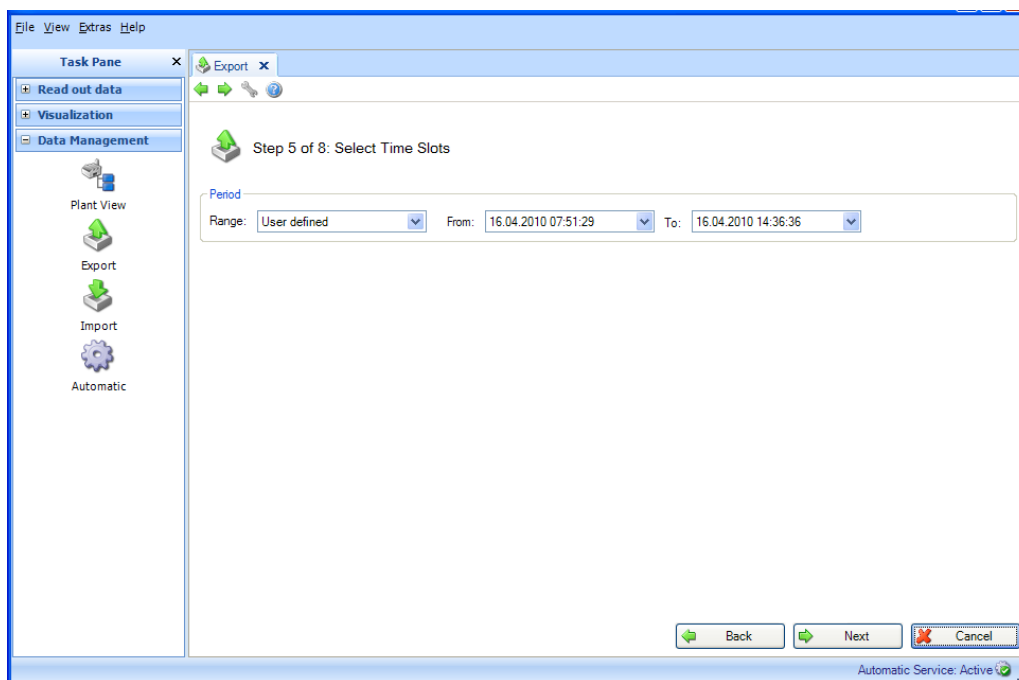 File View Extras Help
Task Pane
Export
Read out data
Visualization
Data Management
Step 5 of 8: Select Time Slots
Plant View
Period
Range: User defined From: 16.04.2010 07:51:29 To: 16.04.2010 14:36:36
Export
Import
Automatic
Back Next Cancel
Automatic Service: Active